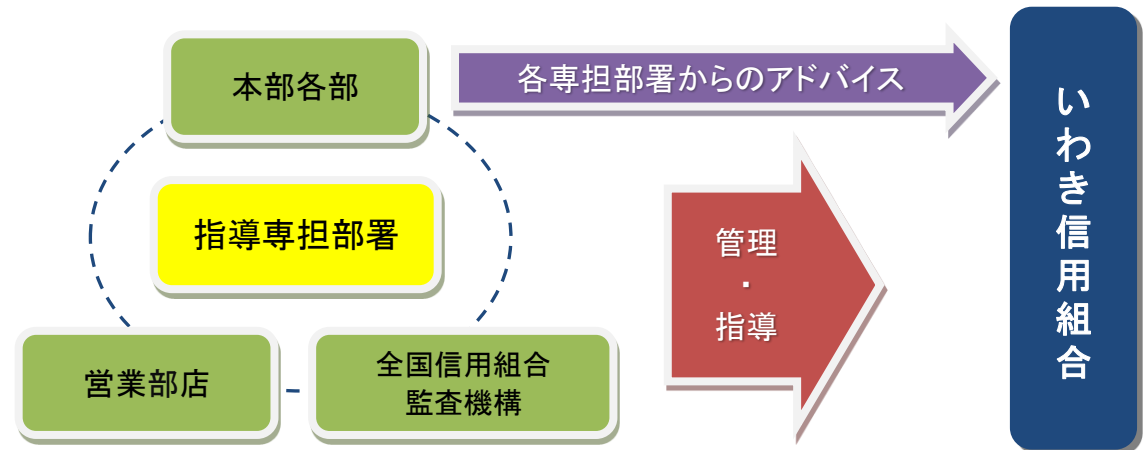 本部各部
各専担部署からのアドバイス
指導専担部署
管理
・
指導
営業部店
全国信用組合
監査機構
いわき信用組合